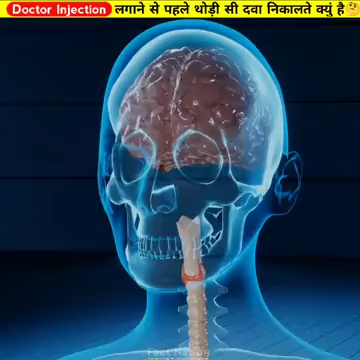 Doctor Injection लगाने से पहले थोड़ी सी दवा निकालते क्युं है🤔